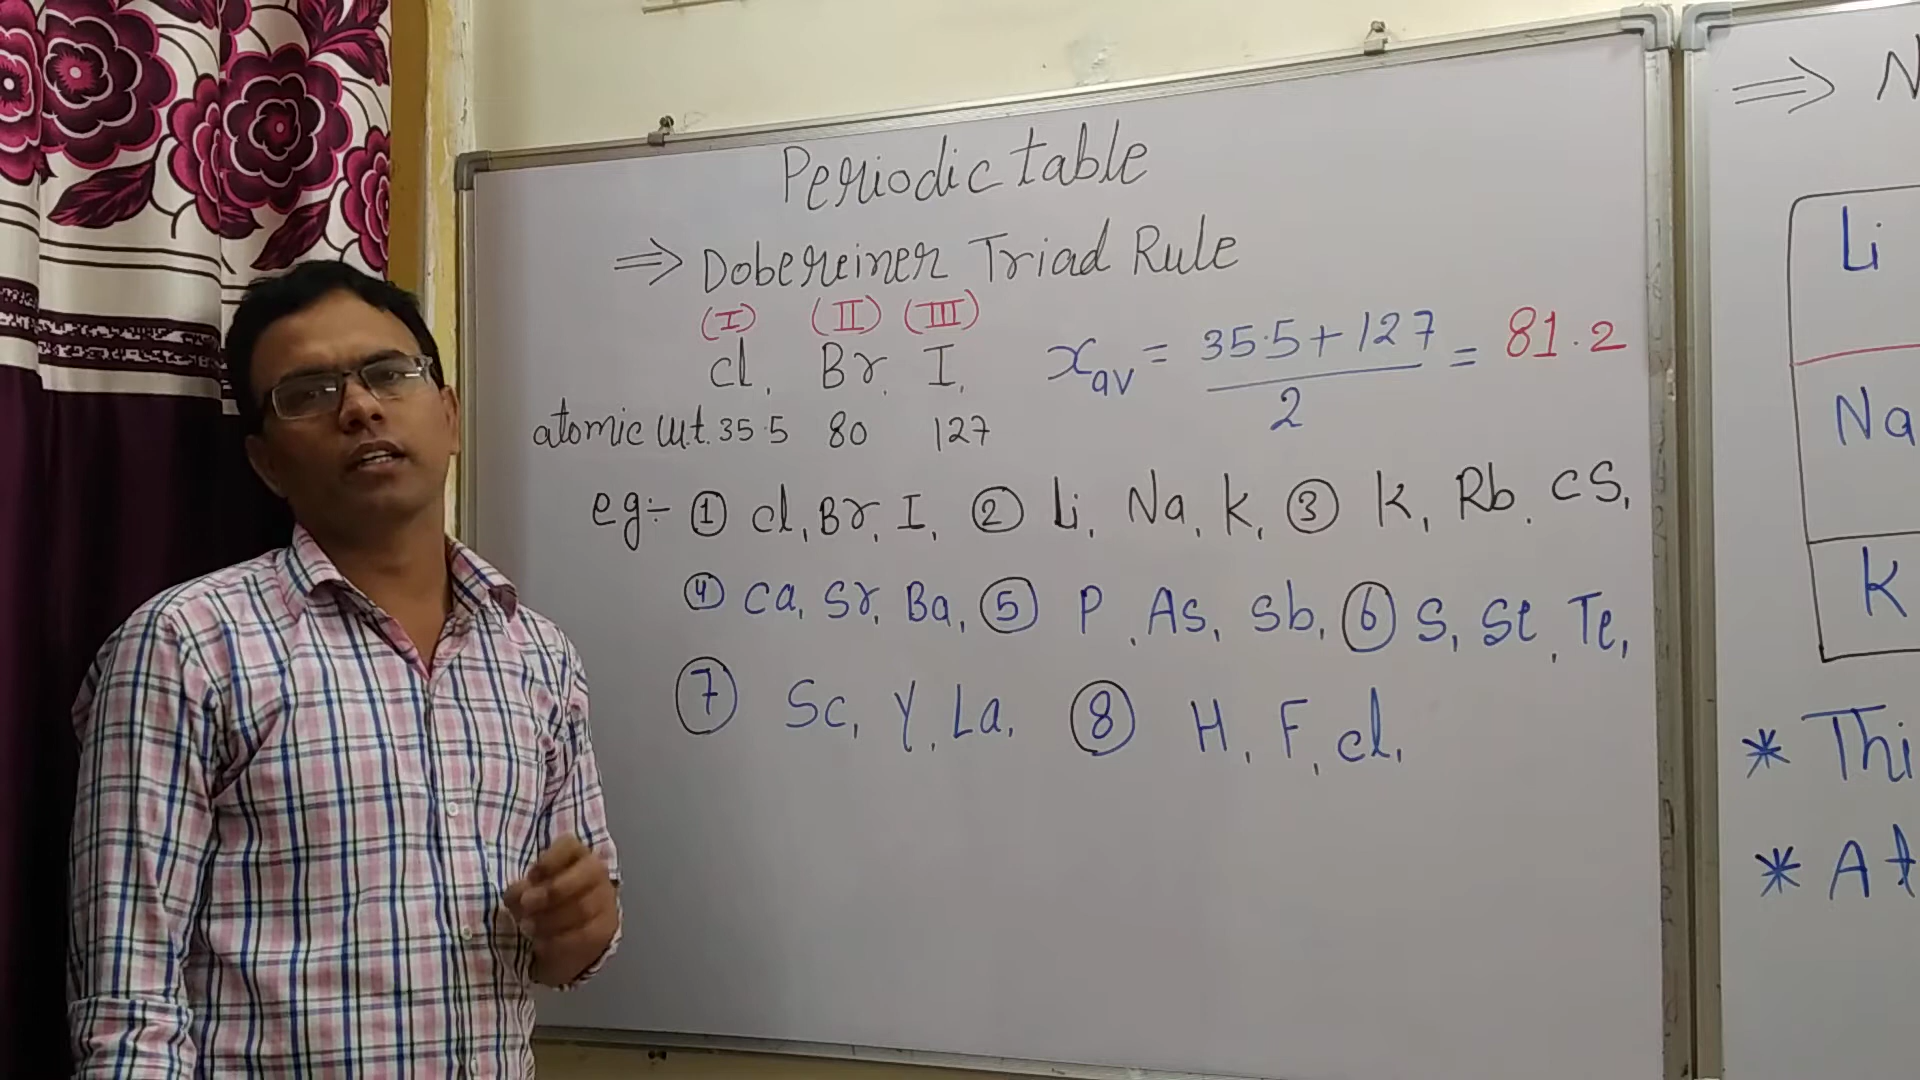 Periodic table
⇒ Dobereiner Triad Rule
(I) (II) (III)
cl, Br, I,
atomic wt. 35.5 80 127
xav = 35.5+127 / 2 = 81.2
eg:- ① cl, Br, I, ② Li, Na, K, ③ K, Rb, CS,
④ Ca, Sr, Ba, ⑤ P, As, Sb, ⑥ S, Se, Te,
⑦ Sc, Y, La, ⑧ H, F, cl,
⇒ N
Li
Na
K
* Thi
* At